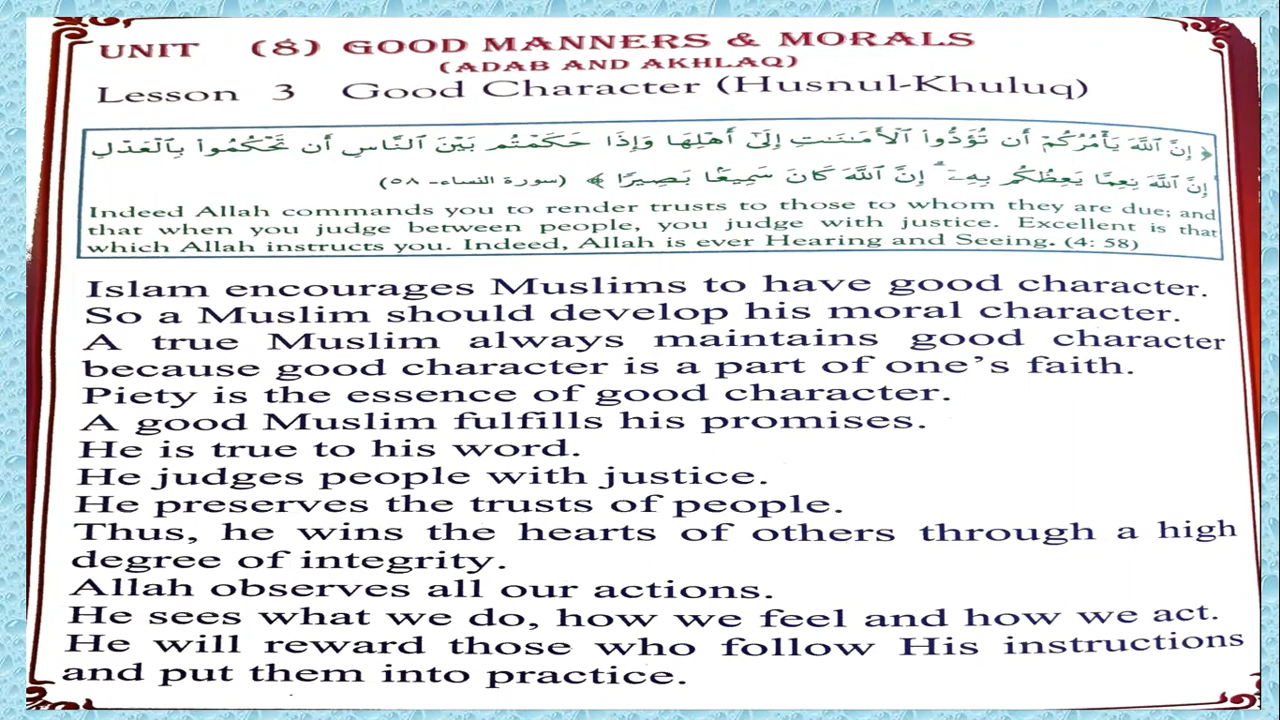 UNIT (8) GOOD MANNERS & MORALS
(ADAB AND AKHLAQ)
Lesson 3 Good Character (Husnul-Khuluq)
﴿ إِنَّ ٱللَّهَ يَأْمُرُكُمْ أَن تُؤَدُّوا۟ ٱلْأَمَـٰنَـٰتِ إِلَىٰٓ أَهْلِهَا وَإِذَا حَكَمْتُم بَيْنَ ٱلنَّاسِ أَن تَحْكُمُوا۟ بِٱلْعَدْلِ
إِنَّ ٱللَّهَ نِعِمَّا يَعِظُكُم بِهِۦٓ ۗ إِنَّ ٱللَّهَ كَانَ سَمِيعًۢا بَصِيرًا ﴾ (سورة النساء- ٥٨)
Indeed Allah commands you to render trusts to those to whom they are due; and
that when you judge between people, you judge with justice. Excellent is that
which Allah instructs you. Indeed, Allah is ever Hearing and Seeing. (4: 58)
Islam encourages Muslims to have good character.
So a Muslim should develop his moral character.
A true Muslim always maintains good character
because good character is a part of one’s faith.
Piety is the essence of good character.
A good Muslim fulfills his promises.
He is true to his word.
He judges people with justice.
He preserves the trusts of people.
Thus, he wins the hearts of others through a high
degree of integrity.
Allah observes all our actions.
He sees what we do, how we feel and how we act.
He will reward those who follow His instructions
and put them into practice.